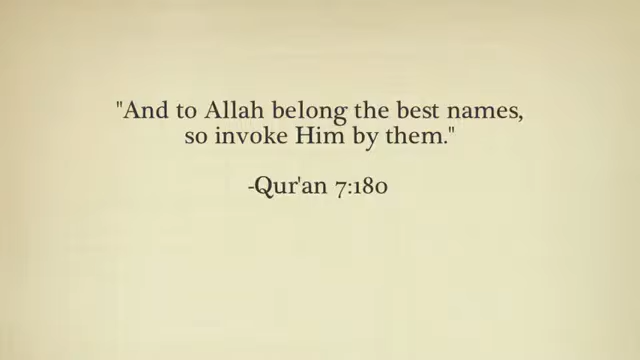 "And to Allah belong the best names,
so invoke Him by them."
-Qur'an 7:180